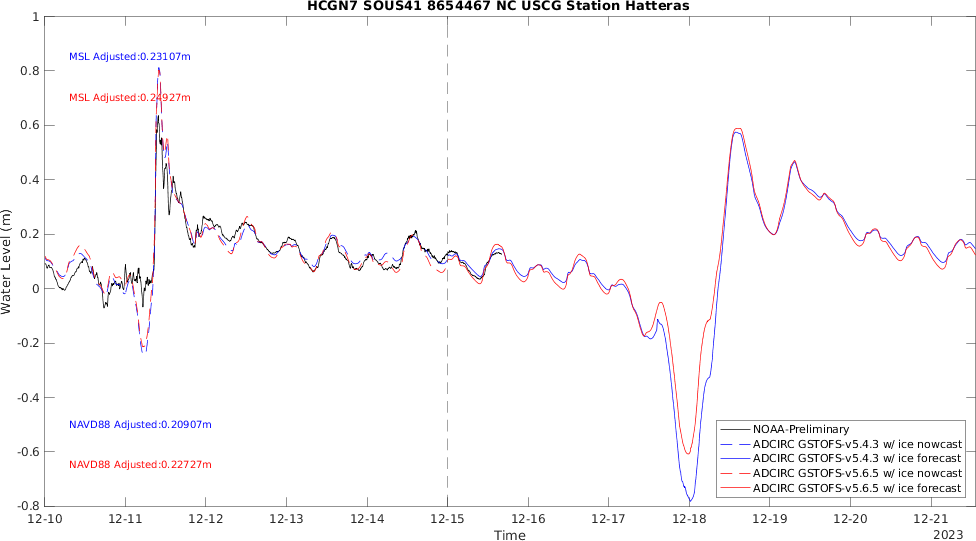 HCGN7 SOUS41 8654467 NC USCG Station Hatteras
1
0.8
0.6
0.4
0.2
0
-0.2
-0.4
-0.6
-0.8
Water Level (m)
MSL Adjusted:0.23107m
MSL Adjusted:0.24927m
NAVD88 Adjusted:0.20907m
NAVD88 Adjusted:0.22727m
NOAA-Preliminary
ADCIRC GSTOFS-v5.4.3 w/ ice nowcast
ADCIRC GSTOFS-v5.4.3 w/ ice forecast
ADCIRC GSTOFS-v5.6.5 w/ ice nowcast
ADCIRC GSTOFS-v5.6.5 w/ ice forecast
12-10 12-11 12-12 12-13 12-14 12-15 12-16 12-17 12-18 12-19 12-20 12-21
Time
2023